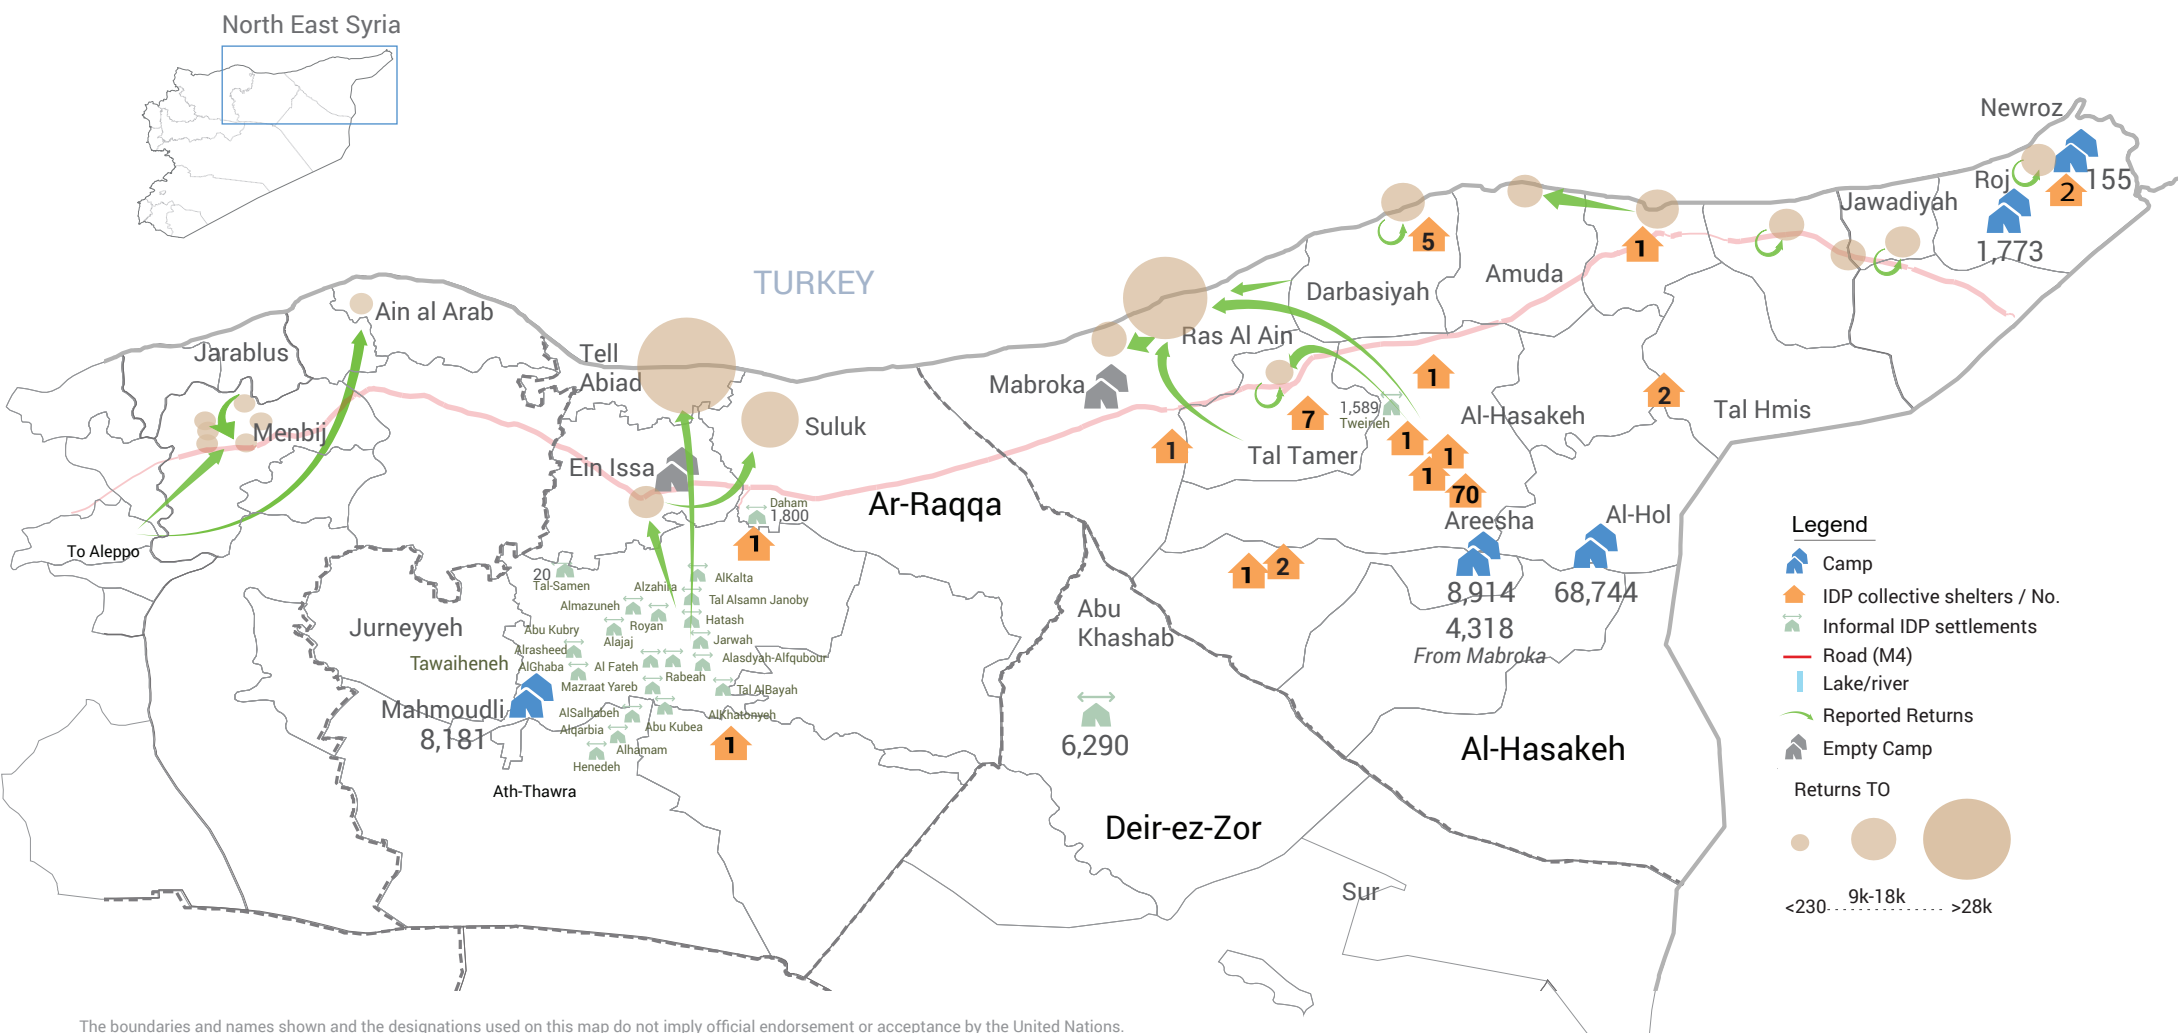 North East Syria
TURKEY
Newroz
155
2
Roj
1,773
Jawadiyah
5
1
Amuda
Darbasiyah
Ain al Arab
Jarablus
Menbij
Tell
Abiad
Suluk
Ras Al Ain
Mabroka
1
2
Tal Hmis
Al-Hasakeh
1,589
Tweineh
7
1
1
1
1
70
Tal Tamer
Ein Issa
Ar-Raqqa
Daham
1,800
1
To Aleppo
Areesha
8,914
4,318
From Mabroka
Al-Hol
68,744
1
2
Abu
Khashab
6,290
20
Tal-Samen
Alzahira
AlKalta
Almazuneh
Tal Alsamn Janoby
Royan
Hatash
Abu Kubry
Alajaj
Jarwah
Alrasheed
AlGhaba
Al Fateh
Alasdyah-Alfqubour
Rabeah
Mazraat Yareb
Tal AlBayah
AlSalhabeh
AlKhatonyeh
Alqarbia
Abu Kubea
Alhamam
Henedeh
1
Jurneyyeh
Tawaiheneh
Mahmoudli
8,181
Ath-Thawra
Al-Hasakeh
Deir-ez-Zor
Sur
Legend
Camp
IDP collective shelters / No.
Informal IDP settlements
Road (M4)
Lake/river
Reported Returns
Empty Camp
Returns TO
<230
9k-18k
>28k
The boundaries and names shown and the designations used on this map do not imply official endorsement or acceptance by the United Nations.